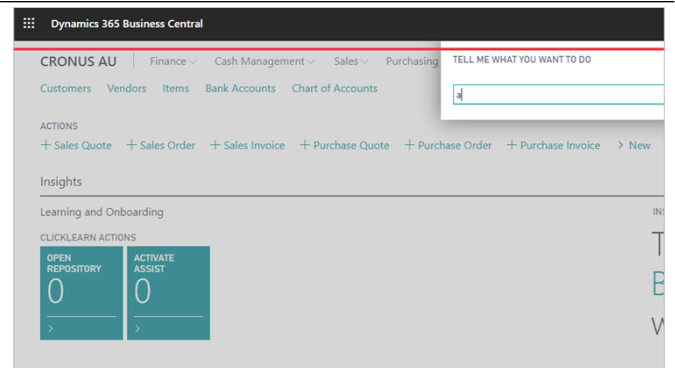 Dynamics 365 Business Central
CRONUS AU Finance Cash Management Sales Purchasing
TELL ME WHAT YOU WANT TO DO
a
Customers Vendors Items Bank Accounts Chart of Accounts
ACTIONS
+ Sales Quote + Sales Order + Sales Invoice + Purchase Quote + Purchase Order + Purchase Invoice > New
Insights
Learning and Onboarding
CLICKLEARN ACTIONS
OPEN REPOSITORY
0
>
ACTIVATE ASSIST
0
>